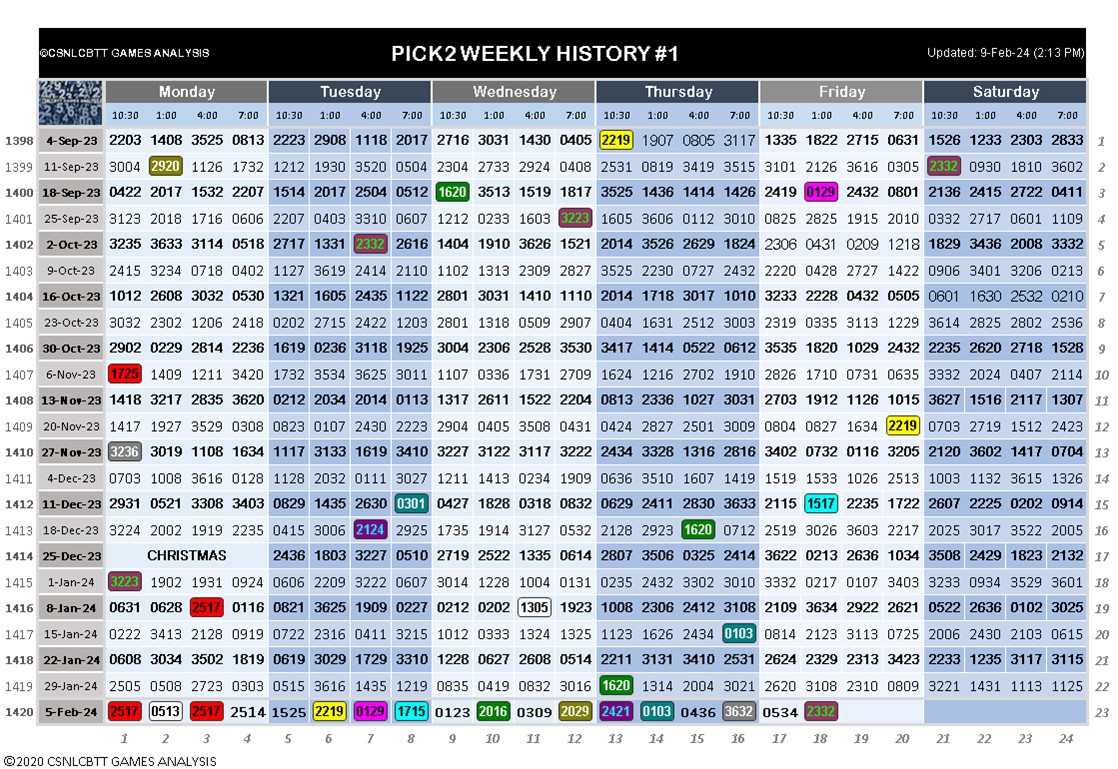 ©CSNLCBTT GAMES ANALYSIS PICK2 WEEKLY HISTORY #1 Updated: 9-Feb-24 (2:13 PM)
Monday Tuesday Wednesday Thursday Friday Saturday
10:30 1:00 4:00 7:00 10:30 1:00 4:00 7:00 10:30 1:00 4:00 7:00 10:30 1:00 4:00 7:00 10:30 1:00 4:00 7:00 10:30 1:00 4:00 7:00
1398 4-Sep-23 2203 1408 3525 0813 2223 2908 1118 2017 2716 3031 1430 0405 2219 1907 0805 3117 1335 1822 2715 0631 1526 1233 2303 2833 1
1399 11-Sep-23 3004 2920 1126 1732 1212 1930 3520 0504 2304 2733 2924 0408 2531 0819 3419 3515 3101 2126 3616 0305 2332 0930 1810 3602 2
1400 18-Sep-23 0422 2017 1532 2207 1514 2017 2504 0512 1620 3513 1519 1817 3525 1436 1414 1426 2419 0129 2432 0801 2136 2415 2722 0411 3
1401 25-Sep-23 3123 2018 1716 0606 2207 0403 3310 0607 1212 0233 1603 3223 1605 3606 0112 3010 0825 2825 1915 2010 0332 2717 0601 1109 4
1402 2-Oct-23 3235 3633 3114 0518 2717 1331 2332 2616 1404 1910 3626 1521 2014 3526 2629 1824 2306 0431 0209 1218 1829 3436 2008 3332 5
1403 9-Oct-23 2415 3234 0718 0402 1127 3619 2414 2110 1102 1313 2309 2827 3525 2230 0727 2432 2220 0428 2727 1422 0906 3401 3206 0213 6
1404 16-Oct-23 1012 2608 3032 0530 1321 1605 2435 1122 2801 3031 1410 1110 2014 1718 3017 1010 3233 2228 0432 0505 0601 1630 2532 0210 7
1405 23-Oct-23 3032 2302 1206 2418 0202 2715 2422 1203 2801 1318 0509 2907 0404 1631 2512 3003 2319 0335 3113 1229 3614 2825 2802 2536 8
1406 30-Oct-23 2902 0229 2814 2236 1619 0236 3118 1925 3004 2306 2528 3530 3417 1414 0522 0612 3535 1820 1029 2432 2235 2620 2718 1528 9
1407 6-Nov-23 1725 1409 1211 3420 1732 3534 3625 3011 1107 0336 1731 2709 1624 1216 2702 1910 2826 1710 0731 0635 3332 2024 0407 2114 10
1408 13-Nov-23 1418 3217 2835 3620 0212 2034 2014 0113 1317 2611 1522 2204 0813 2336 1027 3031 2703 1912 1126 1015 3627 1516 2117 1307 11
1409 20-Nov-23 1417 1927 3529 0308 0823 0107 2430 2223 2904 0405 3508 0431 0424 2827 2501 3009 0804 0827 1634 2219 0703 2719 1512 2423 12
1410 27-Nov-23 3236 3019 1108 1634 1117 3133 1619 3410 3227 3122 3117 3222 2434 3328 1316 2816 3402 0732 0116 3205 2120 3602 1417 0704 13
1411 4-Dec-23 0703 1008 3616 0128 1128 2032 0111 3027 1211 1413 0234 1909 0636 3510 1607 1419 1519 1533 1026 2513 1003 1132 3615 1326 14
1412 11-Dec-23 2931 0521 3308 3403 0829 1435 2630 0301 0427 1828 0318 0832 0629 2411 2830 3633 2115 1517 2235 1722 2607 2225 0202 0914 15
1413 18-Dec-23 3224 2002 1919 2235 0415 3006 2124 2925 1735 1914 3127 0532 2128 2923 1620 0712 2519 3026 3603 2217 2025 3017 3522 2005 16
1414 25-Dec-23 CHRISTMAS 2436 1803 3227 0510 2719 2522 1335 0614 2807 3506 0325 2414 3622 0213 2636 1034 3508 2429 1823 2132 17
1415 1-Jan-24 3223 1902 1931 0924 0606 2209 3222 0607 3014 1228 1004 0131 0235 2432 3302 3010 3332 0217 0107 3403 3233 0934 3529 3601 18
1416 8-Jan-24 0631 0628 2517 0116 0821 3625 1909 0227 0212 0202 1305 1923 1008 2306 2412 3108 2109 3634 2922 2621 0522 2636 0102 3025 19
1417 15-Jan-24 0222 3413 2128 0919 0722 2316 0411 3215 1012 0333 1324 1325 1123 1626 2434 0103 0814 2123 3113 0725 2006 2430 2103 0615 20
1418 22-Jan-24 0608 3034 3502 1819 0619 3029 1729 3310 1228 0627 2608 0514 2211 3131 3410 2531 2624 2329 2313 3423 2233 1235 3117 3115 21
1419 29-Jan-24 2505 0508 2723 0303 0515 3616 1435 1219 0835 0419 0832 3016 1620 1314 2004 3021 2620 3108 2310 0809 3221 1431 1113 1125 22
1420 5-Feb-24 2517 0513 2517 2514 1525 2219 0129 1715 0123 2016 0309 2029 2421 0103 0436 3632 0534 2332 23
1 2 3 4 5 6 7 8 9 10 11 12 13 14 15 16 17 18 19 20 21 22 23 24
©2020 CSNLCBTT GAMES ANALYSIS